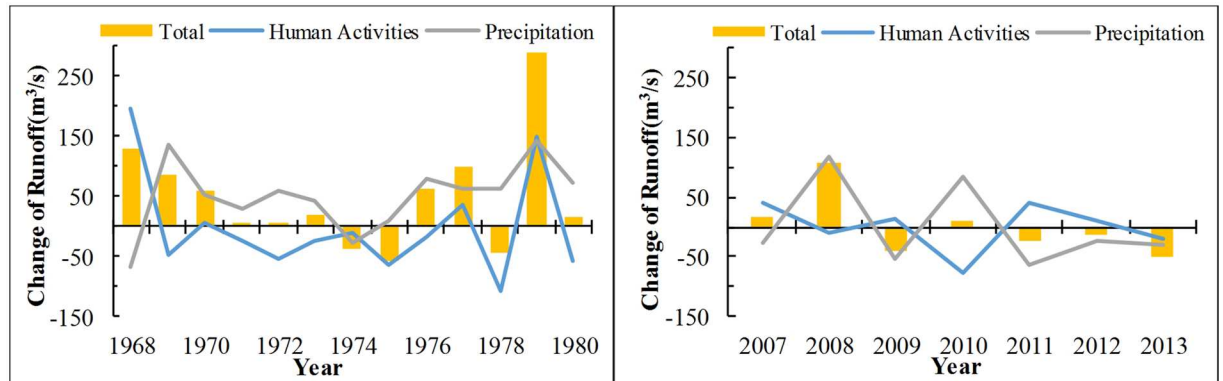 Total Human Activities Precipitation
Change of Runoff(m³/s)
250
150
50
-50
-150
1968 1970 1972 1974 1976 1978 1980
Year
Total Human Activities Precipitation
Change of Runoff(m³/s)
250
150
50
-50
-150
2007 2008 2009 2010 2011 2012 2013
Year